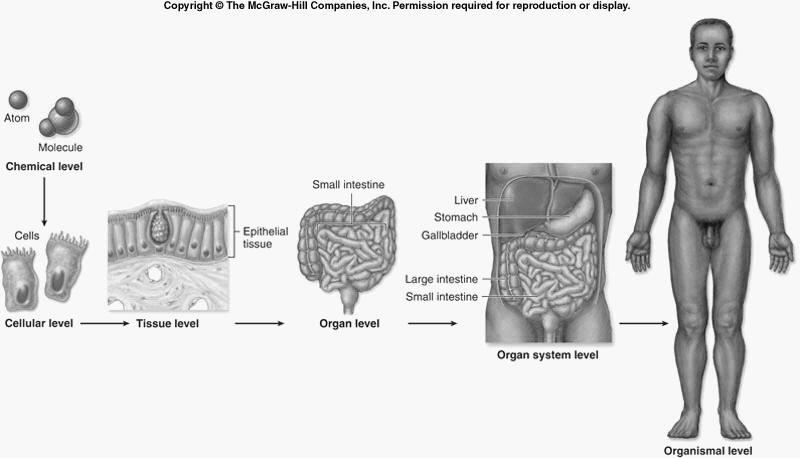 Copyright © The McGraw-Hill Companies, Inc. Permission required for reproduction or display.
Atom
Molecule
Chemical level
Cells
Cellular level
Epithelial
tissue
Tissue level
Small intestine
Organ level
Liver
Stomach
Gallbladder
Large intestine
Small intestine
Organ system level
Organismal level